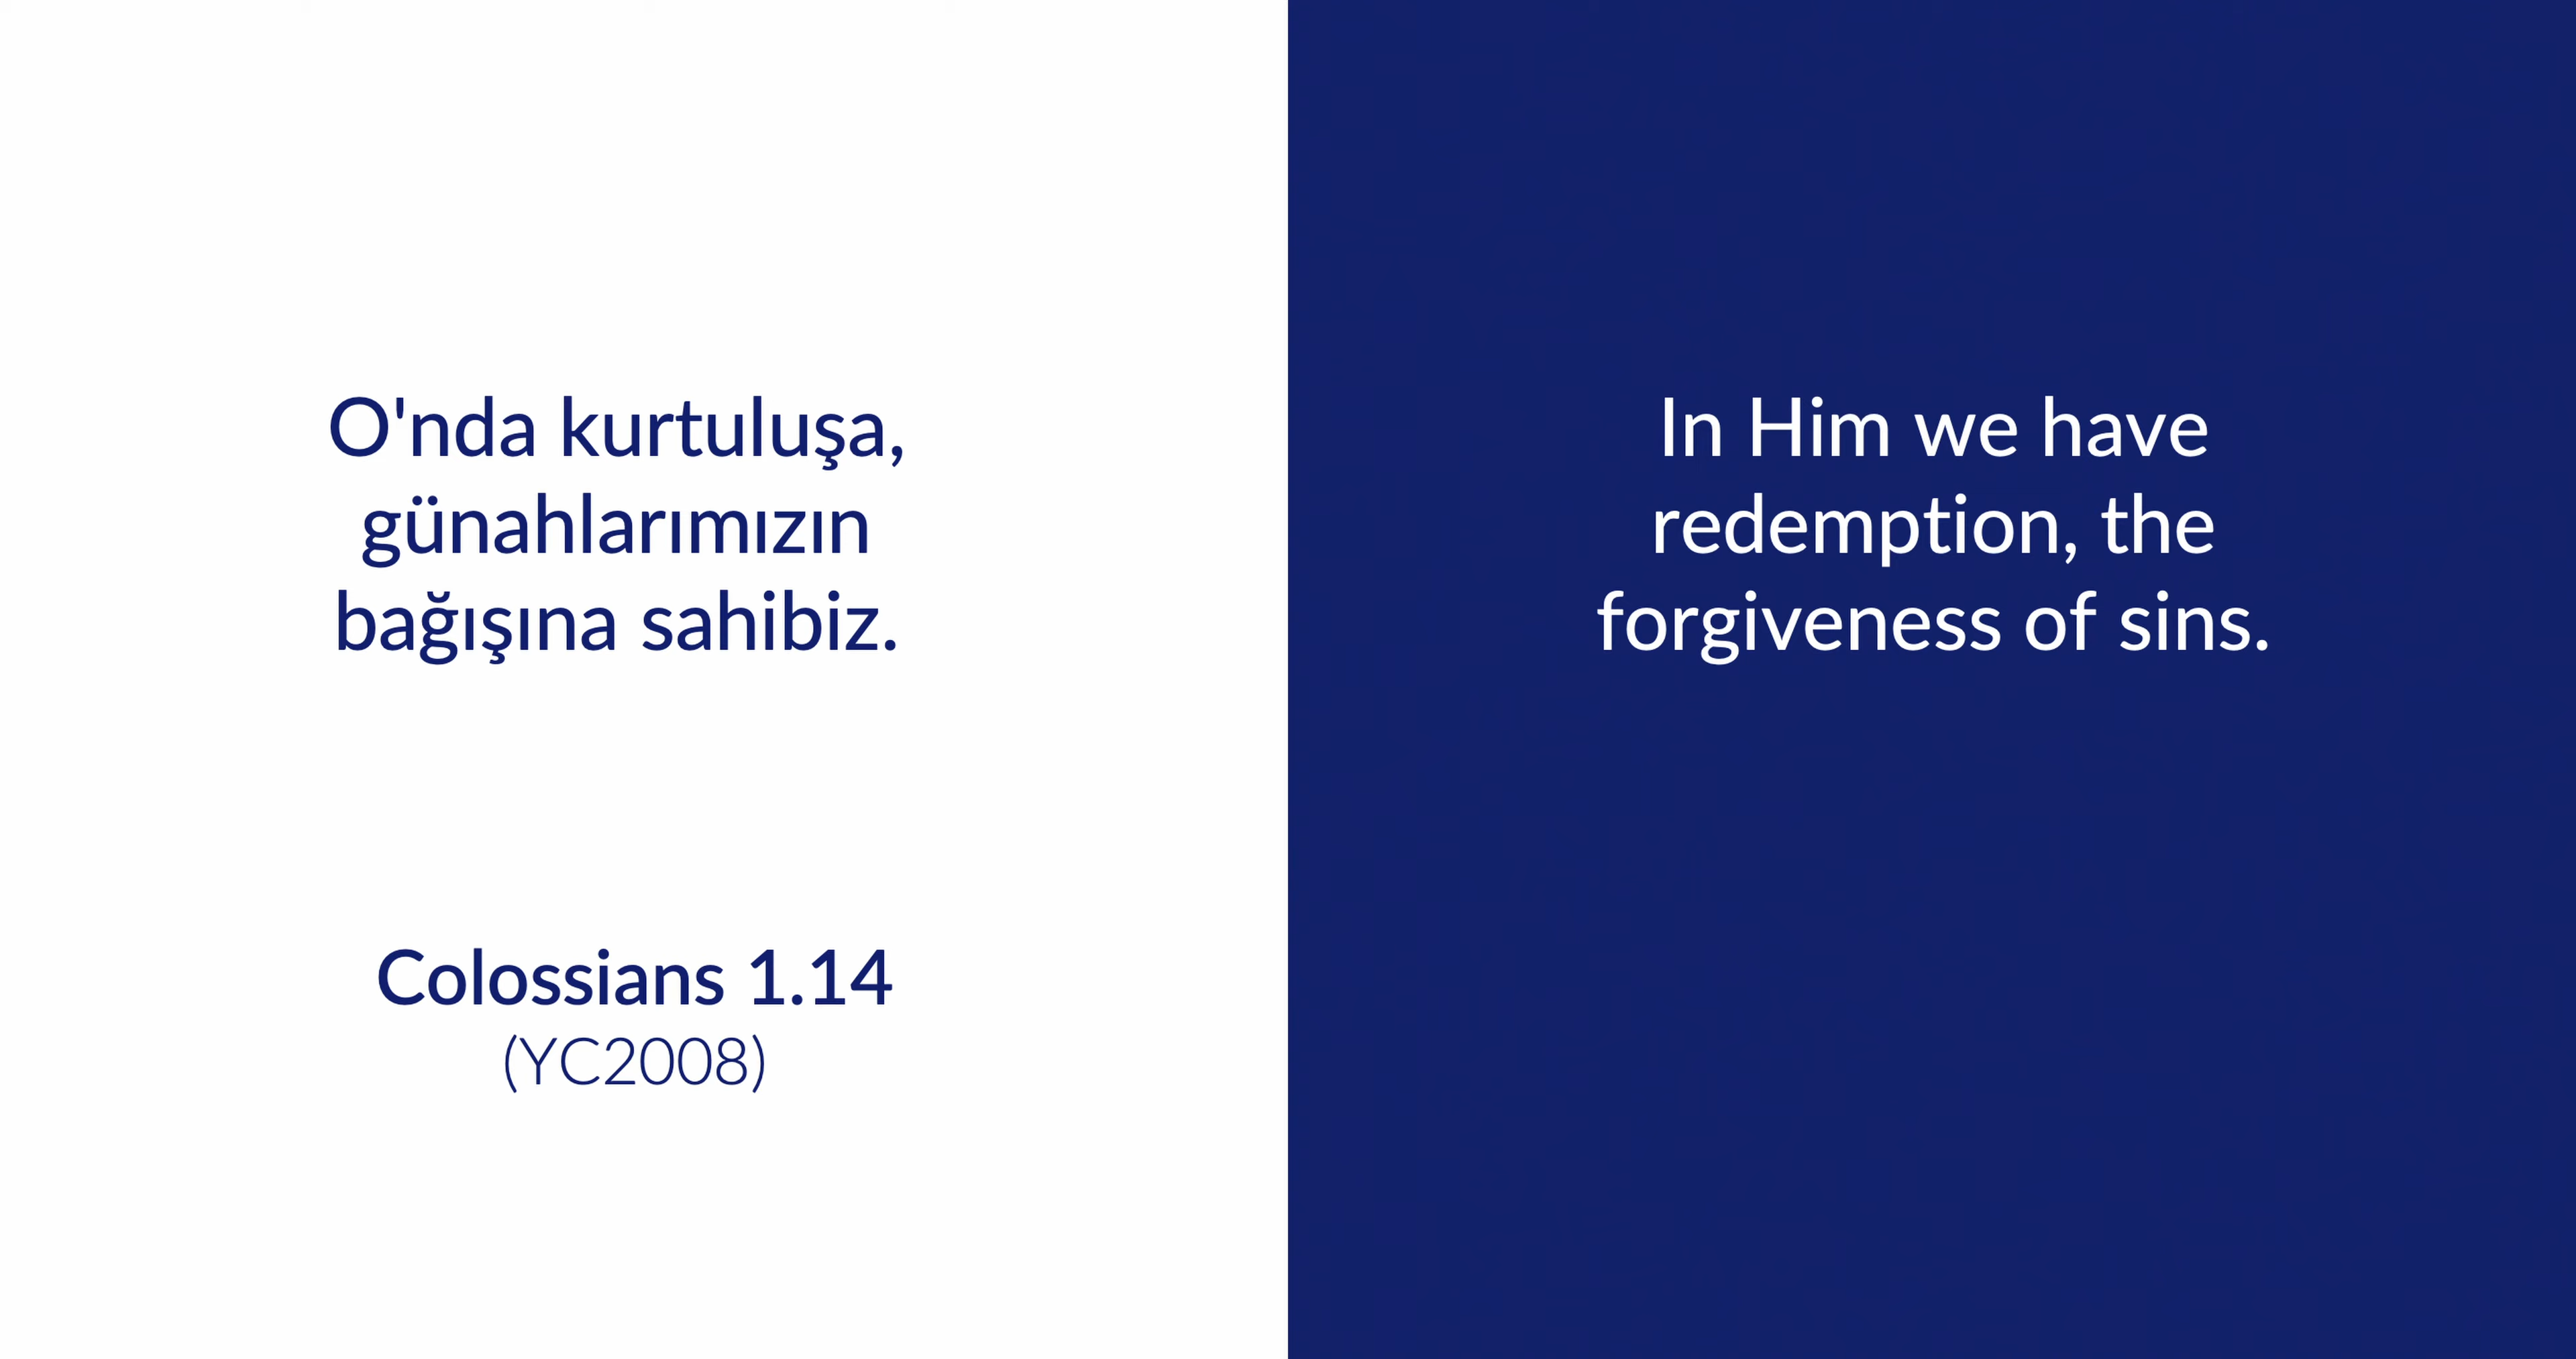 O'nda kurtuluşa,
günahlarımızın
bağışına sahibiz.
Colossians 1.14
(YC2008)
In Him we have
redemption, the
forgiveness of sins.